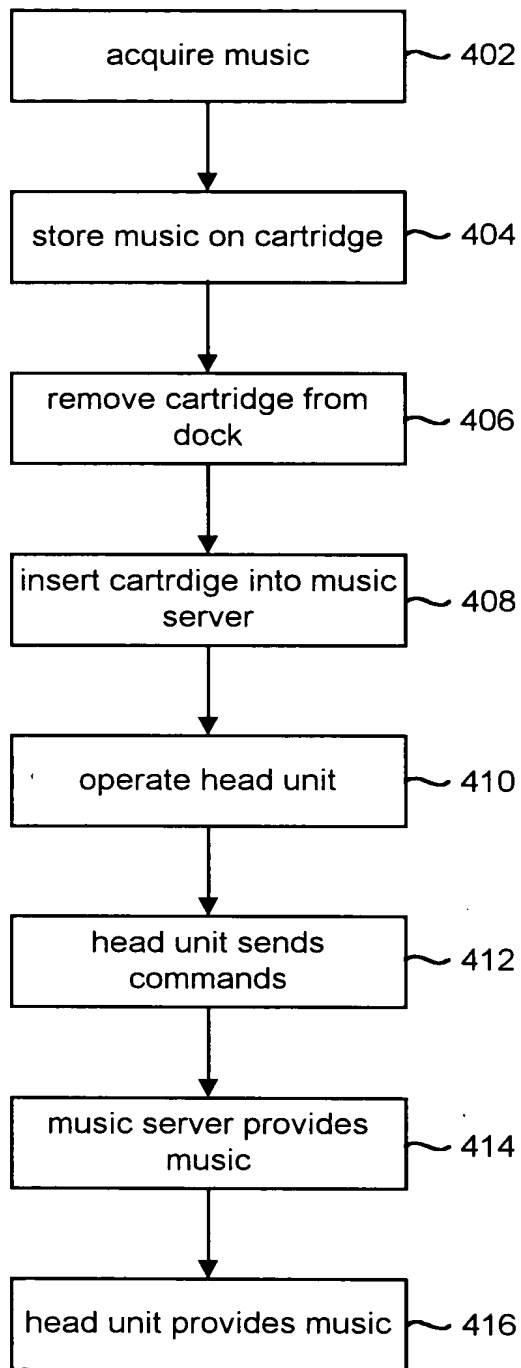 acquire music 402
store music on cartridge 404
remove cartridge from
dock 406
insert cartrdige into music
server 408
operate head unit 410
head unit sends
commands 412
music server provides
music 414
head unit provides music 416